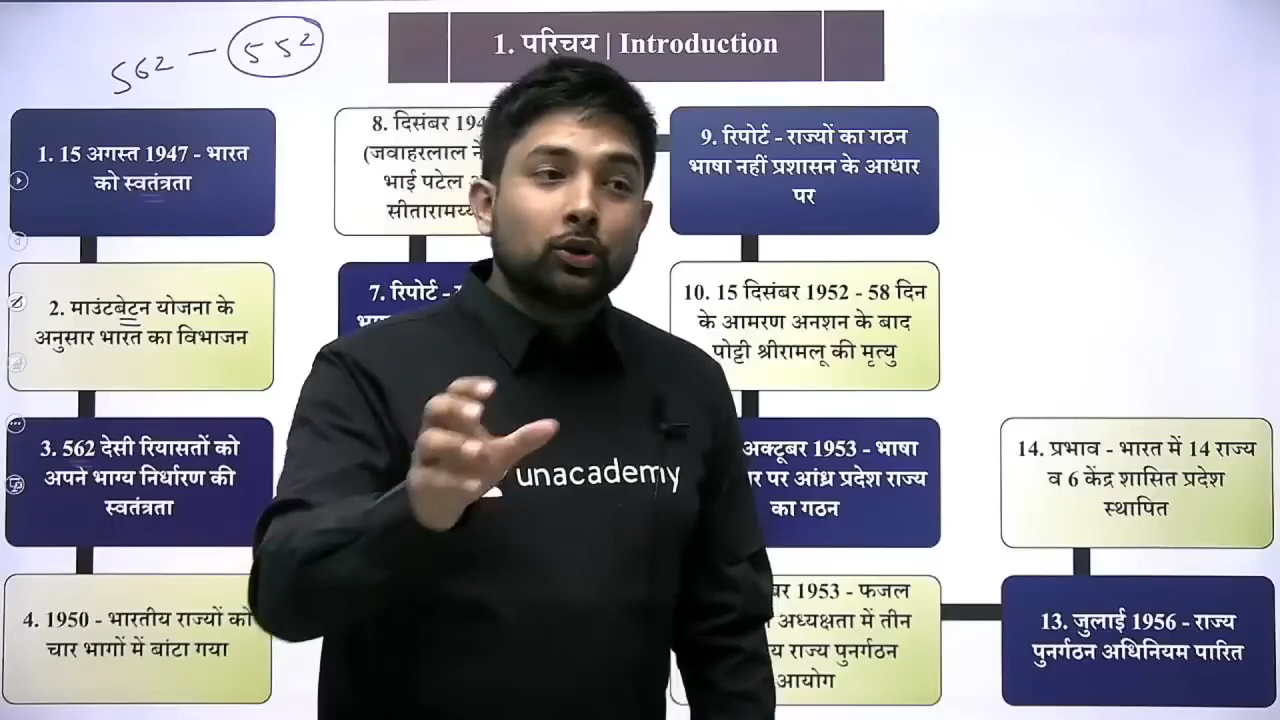 562 - 552
1. परिचय | Introduction
1. 15 अगस्त 1947 - भारत
को स्वतंत्रता
2. माउंटबेटन योजना के
अनुसार भारत का विभाजन
3. 562 देसी रियासतों को
अपने भाग्य निर्धारण की
स्वतंत्रता
4. 1950 - भारतीय राज्यों को
चार भागों में बांटा गया
8. दिसंबर
(जवाहरलाल
भाई पटेल
7. रिपोर्ट -
9. रिपोर्ट - राज्यों का गठन
भाषा नहीं प्रशासन के आधार
पर
10. 15 दिसंबर 1952 - 58 दिन
के आमरण अनशन के बाद
पोट्टी श्रीरामलू की मृत्यु
अक्टूबर 1953 - भाषा
पर आंध्र प्रदेश राज्य
का गठन
1953 - फजल
अध्यक्षता में तीन
राज्य पुनर्गठन
आयोग
14. प्रभाव - भारत में 14 राज्य
व 6 केंद्र शासित प्रदेश
स्थापित
13. जुलाई 1956 - राज्य
पुनर्गठन अधिनियम पारित
unacademy